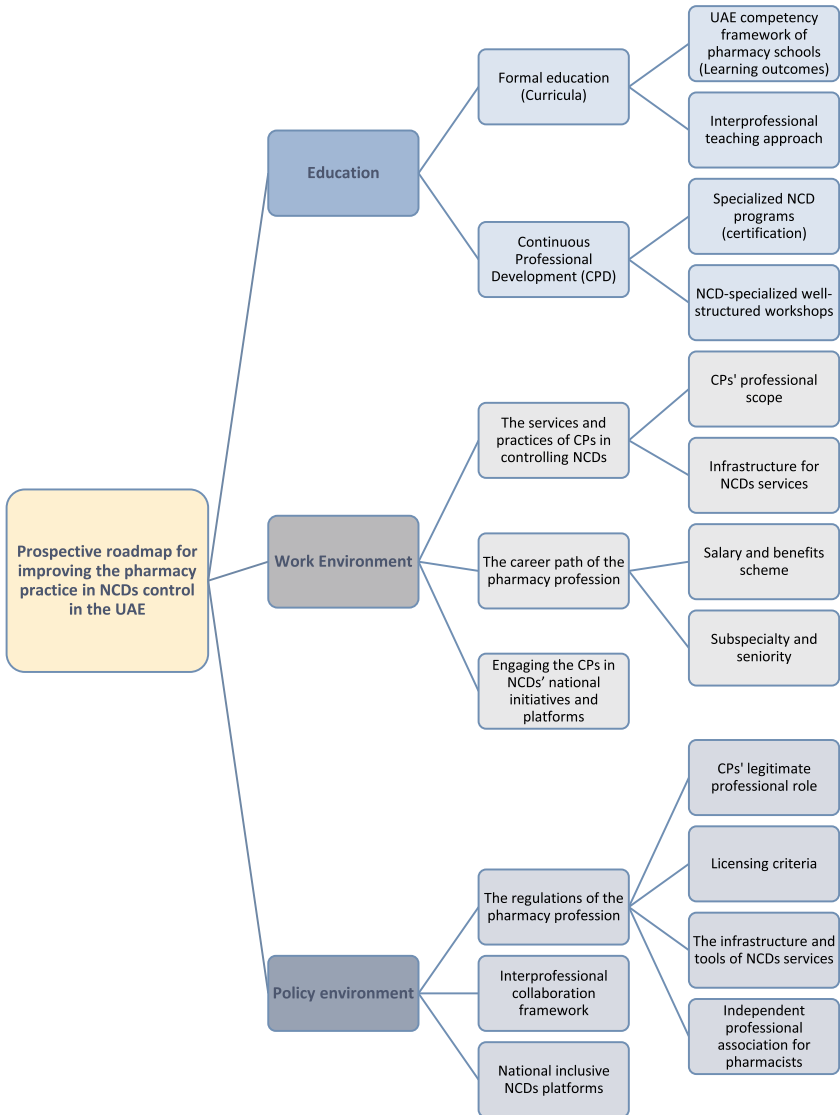 Prospective roadmap for
improving the pharmacy
practice in NCDs control
in the UAE
Education
Formal education
(Curricula)
UAE competency
framework of
pharmacy schools
(Learning outcomes)
Interprofessional
teaching approach
Continuous
Professional
Development (CPD)
Specialized NCD
programs
(certification)
NCD-specialized well-
structured workshops
Work Environment
The services and
practices of CPs in
controlling NCDs
CPs' professional
scope
Infrastructure for
NCDs services
The career path of the
pharmacy profession
Salary and benefits
scheme
Subspecialty and
seniority
Engaging the CPs in
NCDs’ national
initiatives and
platforms
Policy environment
The regulations of the
pharmacy profession
CPs' legitimate
professional role
Licensing criteria
The infrastructure and
tools of NCDs services
Independent
professional
association for
pharmacists
Interprofessional
collaboration
framework
National inclusive
NCDs platforms